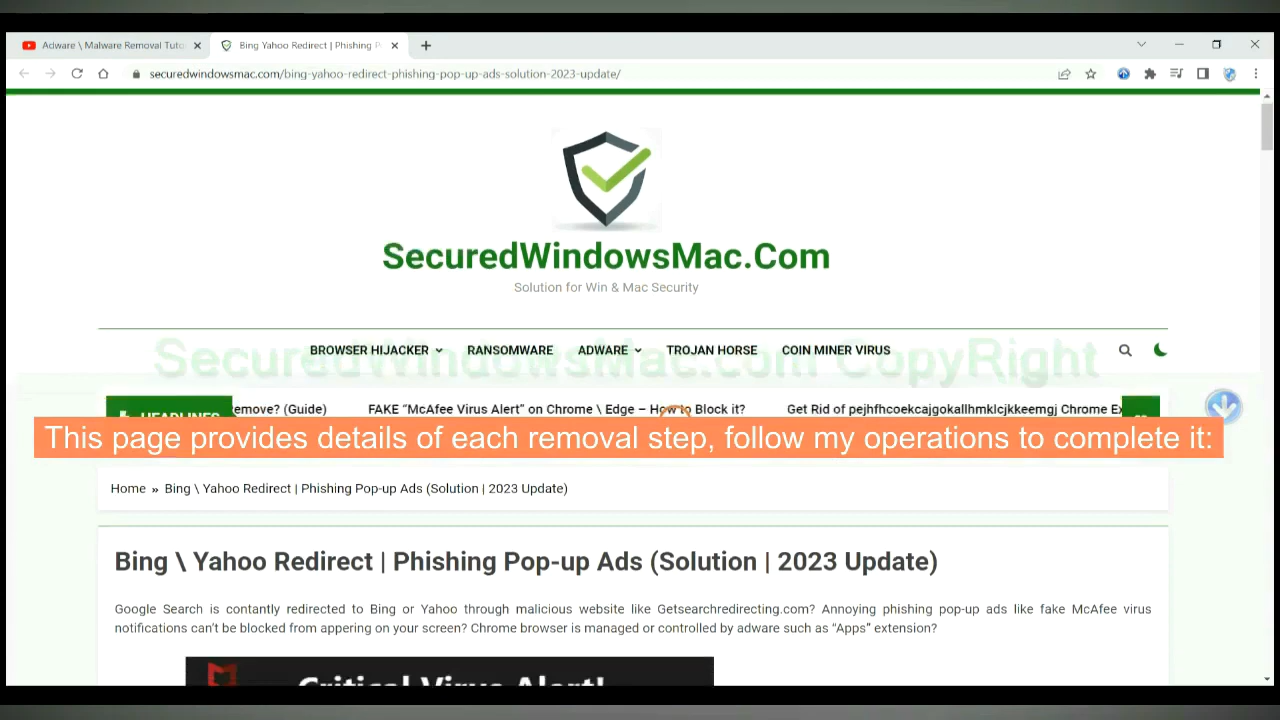 Adware \ Malware Removal Tuto
Bing Yahoo Redirect | Phishing P
securedwindowsmac.com/bing-yahoo-redirect-phishing-pop-up-ads-solution-2023-update/
SecuredWindowsMac.Com
Solution for Win & Mac Security
BROWSER HIJACKER RANSOMWARE ADWARE TROJAN HORSE COIN MINER VIRUS
SecuredWindowsMac.com CopyRight
HEADLINES emove? (Guide) FAKE “McAfee Virus Alert” on Chrome \ Edge – How to Block it? Get Rid of pejhfhcoekcajgokallhmklcjkkeemgj Chrome Ex
This page provides details of each removal step, follow my operations to complete it:
Home » Bing \ Yahoo Redirect | Phishing Pop-up Ads (Solution | 2023 Update)
Bing \ Yahoo Redirect | Phishing Pop-up Ads (Solution | 2023 Update)
Google Search is contantly redirected to Bing or Yahoo through malicious website like Getsearchredirecting.com? Annoying phishing pop-up ads like fake McAfee virus
notifications can’t be blocked from appering on your screen? Chrome browser is managed or controlled by adware such as “Apps” extension?
Critical Virus Alert!